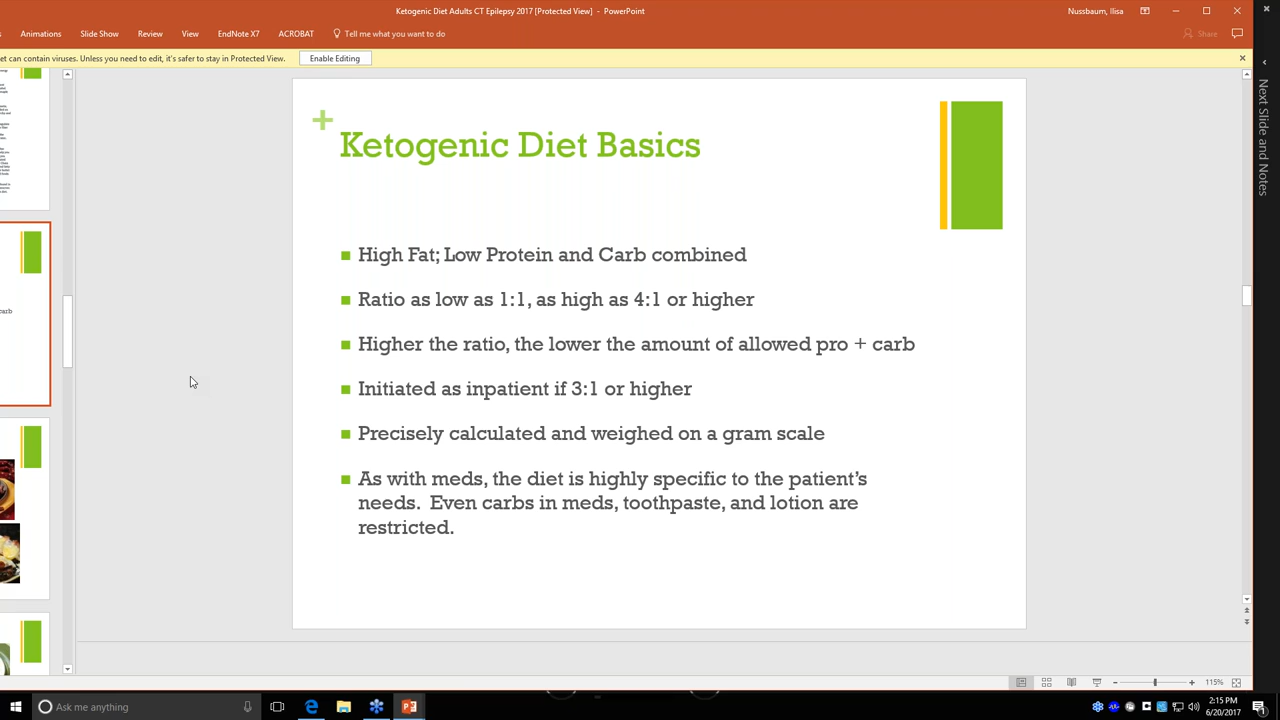 Ketogenic Diet Adults CT Epilepsy 2017 [Protected View] - PowerPoint
Nussbaum, Ilisa
Animations
Slide Show
Review
View
EndNote X7
ACROBAT
Tell me what you want to do
Share
et can contain viruses. Unless you need to edit, it's safer to stay in Protected View.
Enable Editing
Next Slide and Notes
+
Ketogenic Diet Basics
High Fat; Low Protein and Carb combined
Ratio as low as 1:1, as high as 4:1 or higher
Higher the ratio, the lower the amount of allowed pro + carb
Initiated as inpatient if 3:1 or higher
Precisely calculated and weighed on a gram scale
As with meds, the diet is highly specific to the patient's
needs. Even carbs in meds, toothpaste, and lotion are
restricted.
carb
115%
Ask me anything
2:15 PM
6/20/2017